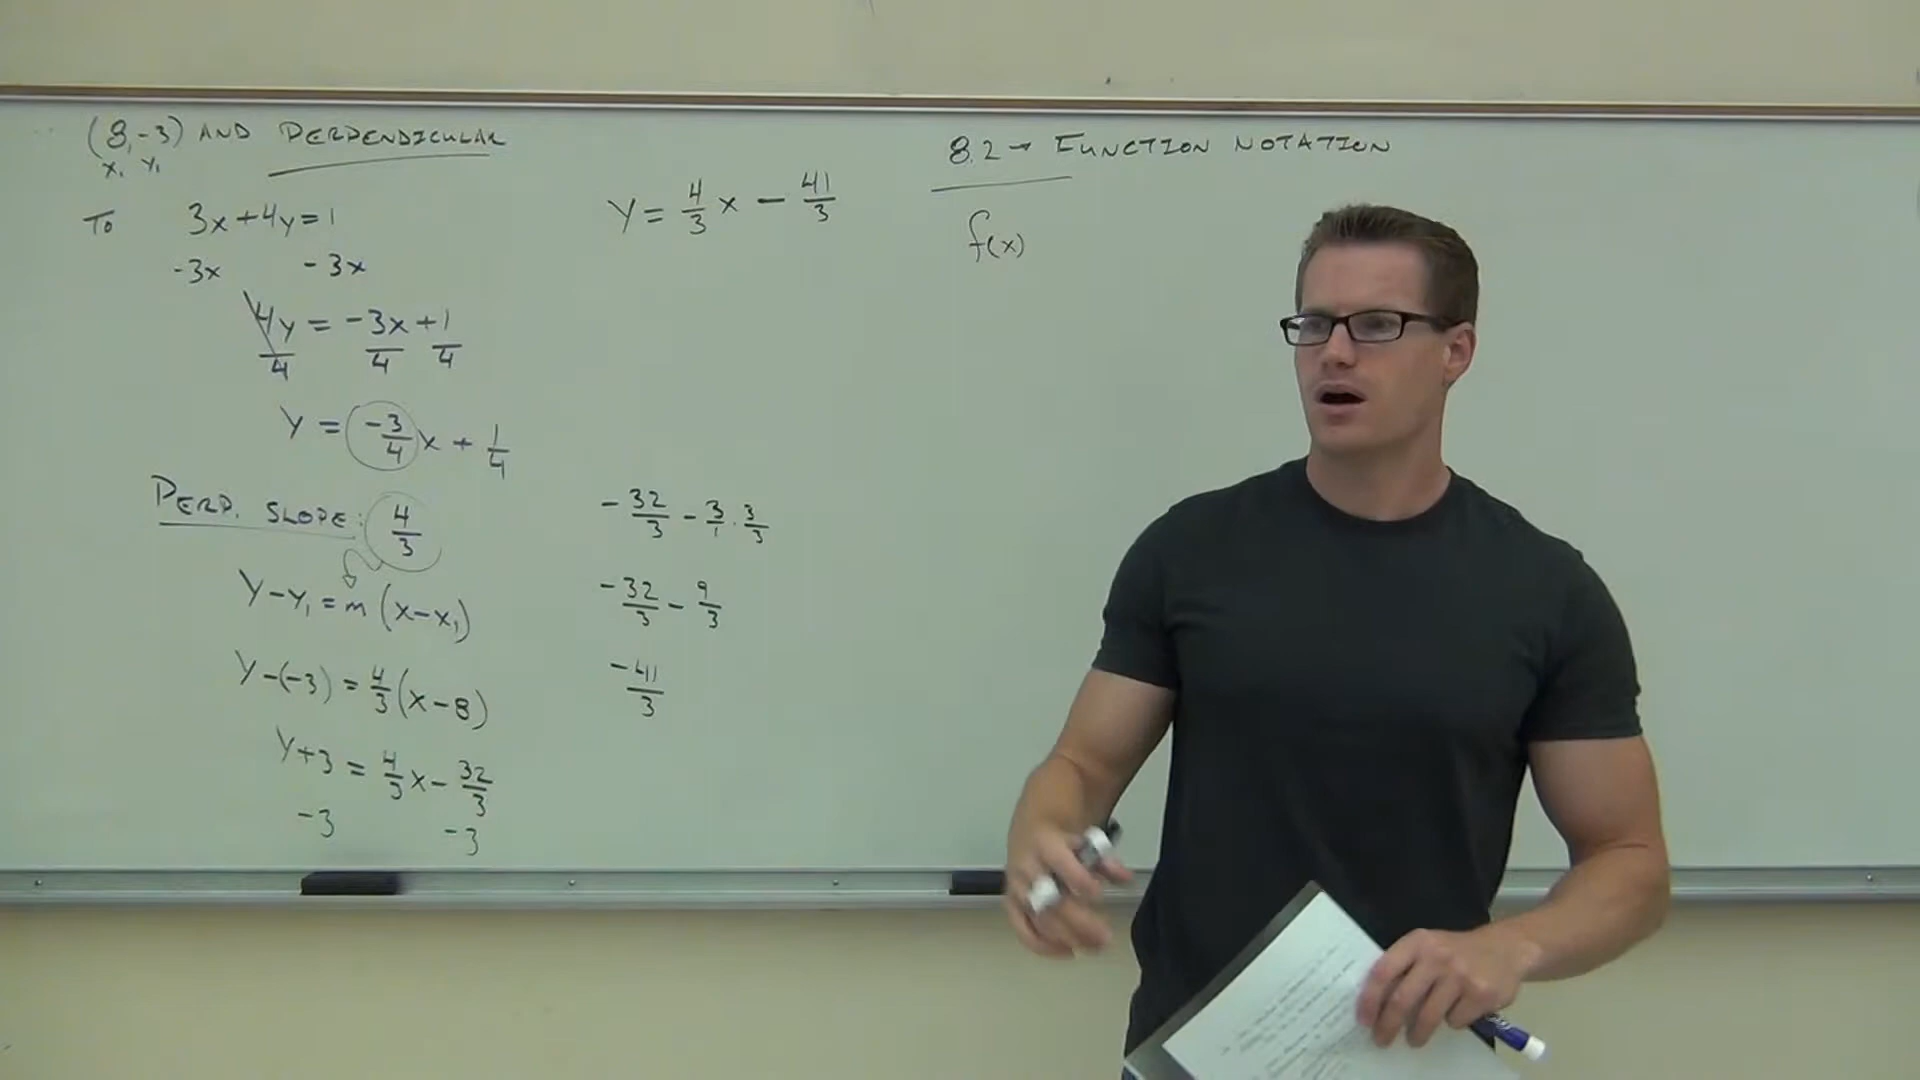 (8,-3) AND PERPENDICULAR
x₁ y₁
TO 3x+4y=1
-3x -3x
4y/4 = -3x/4 +1/4
y = -3/4 x + 1/4
PERP. SLOPE: 4/3
y-y₁ = m (x-x₁)
y-(-3) = 4/3 (x-8)
y+3 = 4/3 x - 32/3
-3 -3
y = 4/3 x - 41/3
-32/3 - 3/1 · 3/3
-32/3 - 9/3
-41/3
8.2 → FUNCTION NOTATION
f(x)